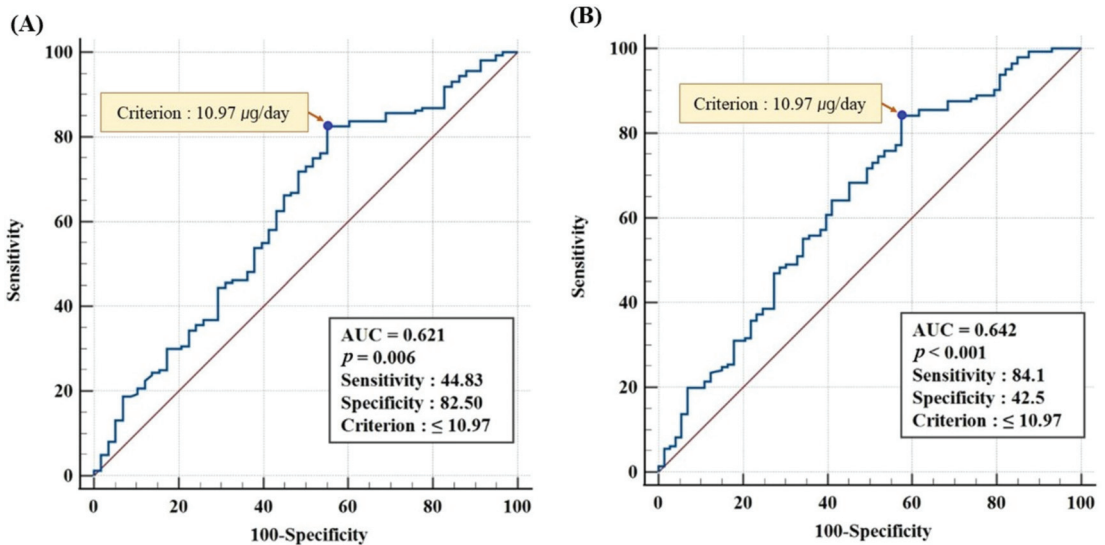 (A)
100
80
60
40
20
0
Sensitivity
Criterion : 10.97 μg/day
AUC = 0.621
p = 0.006
Sensitivity : 44.83
Specificity : 82.50
Criterion : ≤ 10.97
0 20 40 60 80 100
100-Specificity
(B)
100
80
60
40
20
0
Sensitivity
Criterion : 10.97 μg/day
AUC = 0.642
p < 0.001
Sensitivity : 84.1
Specificity : 42.5
Criterion : ≤ 10.97
0 20 40 60 80 100
100-Specificity